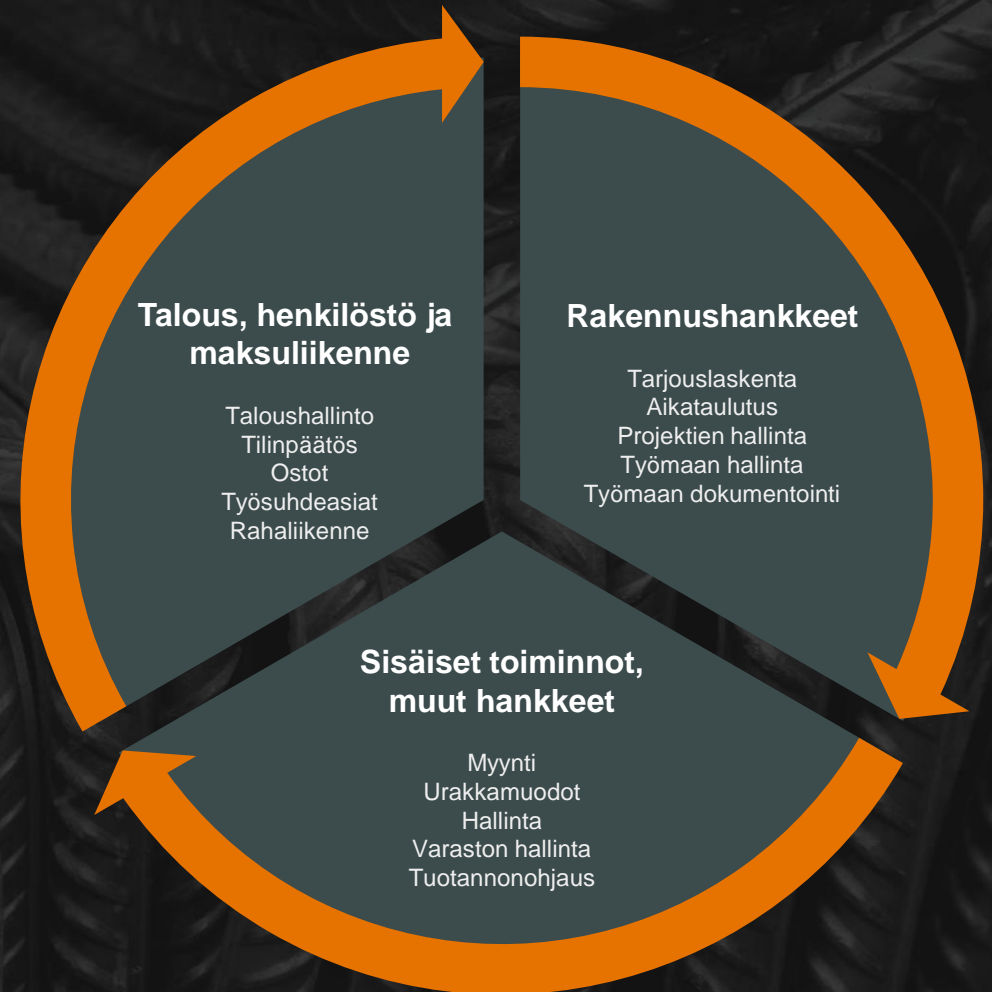 Talous, henkilöstö ja
maksuliikenne
Taloushallinto
Tilinpäätös
Ostot
Työsuhdeasiat
Rahaliikenne
Rakennushankkeet
Tarjouslaskenta
Aikataulutus
Projektien hallinta
Työmaan hallinta
Työmaan dokumentointi
Sisäiset toiminnot,
muut hankkeet
Myynti
Urakkamuodot
Hallinta
Varaston hallinta
Tuotannonohjaus